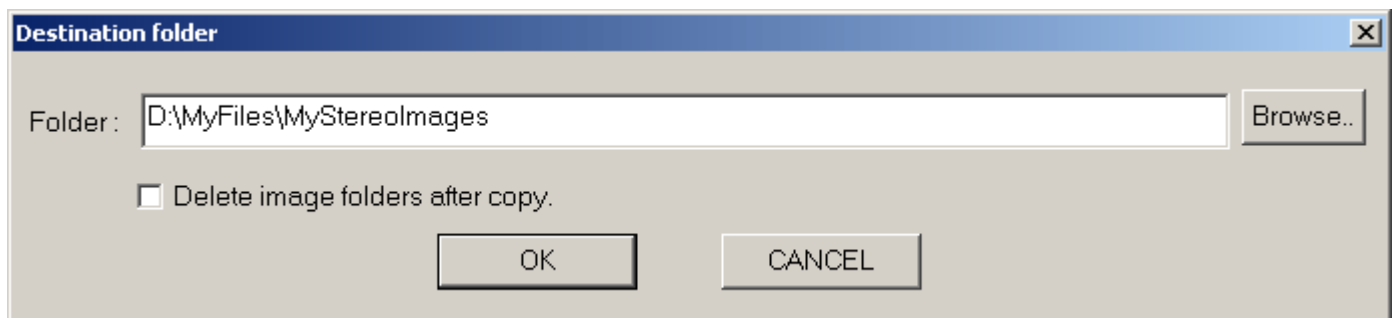 Destination folder
Folder :
D:\MyFiles\MyStereoImages
Browse..
Delete image folders after copy.
OK
CANCEL